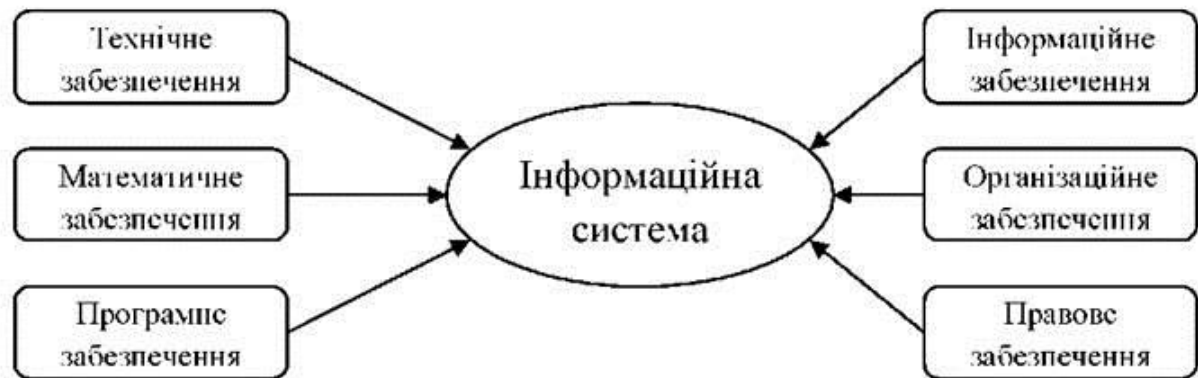 Технічне
забезпечення
Математичне
забезпечення
Програмне
забезпечення
Інформаційна
система
Інформаційне
забезпечення
Організаційне
забезпечення
Правове
забезпечення